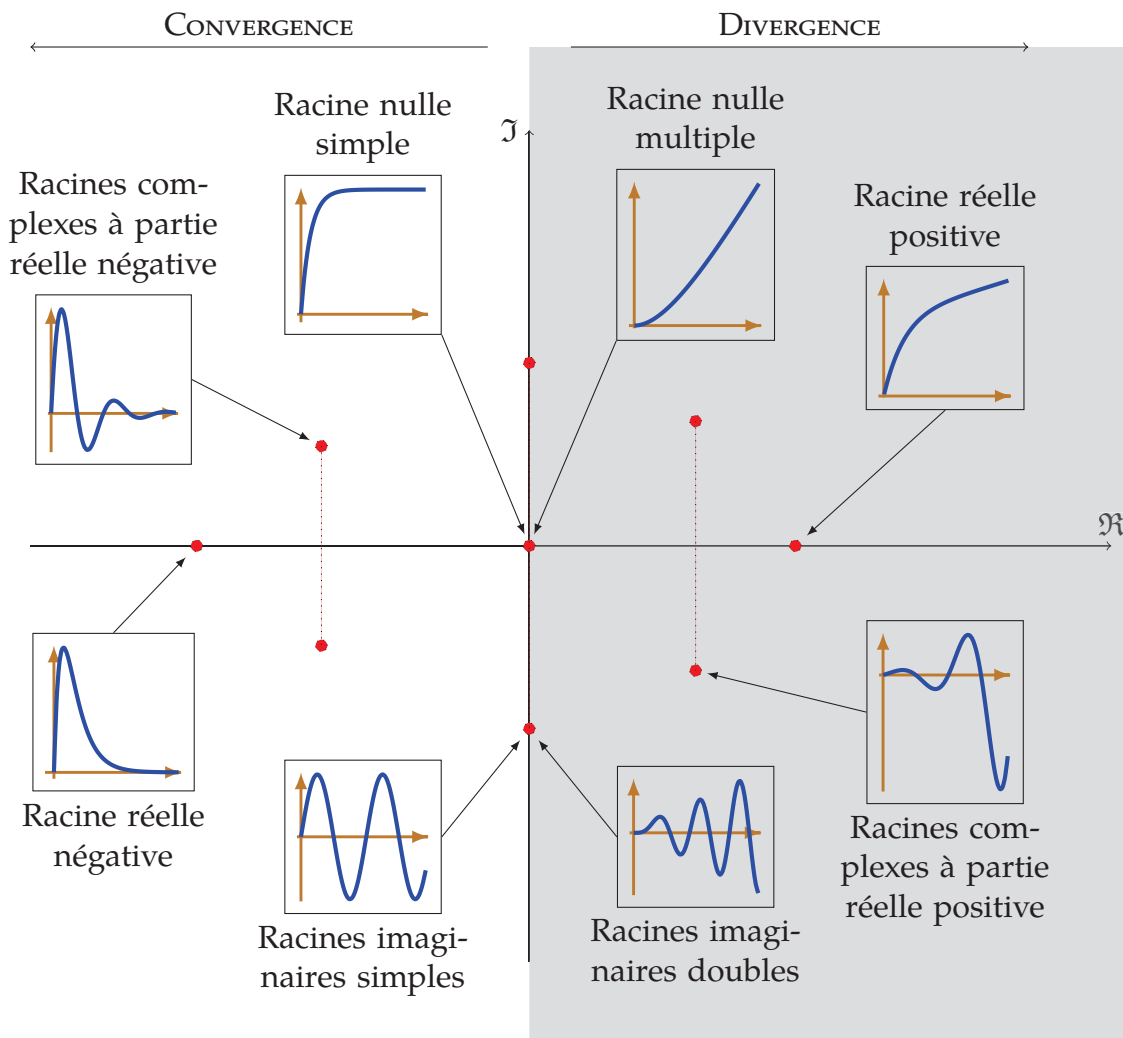 CONVERGENCE
DIVERGENCE
Racine nulle
simple
ℑ
Racine nulle
multiple
Racines com-
plexes à partie
réelle négative
Racine réelle
positive
ℜ
Racine réelle
négative
Racines imagi-
naires simples
Racines imagi-
naires doubles
Racines com-
plexes à partie
réelle positive